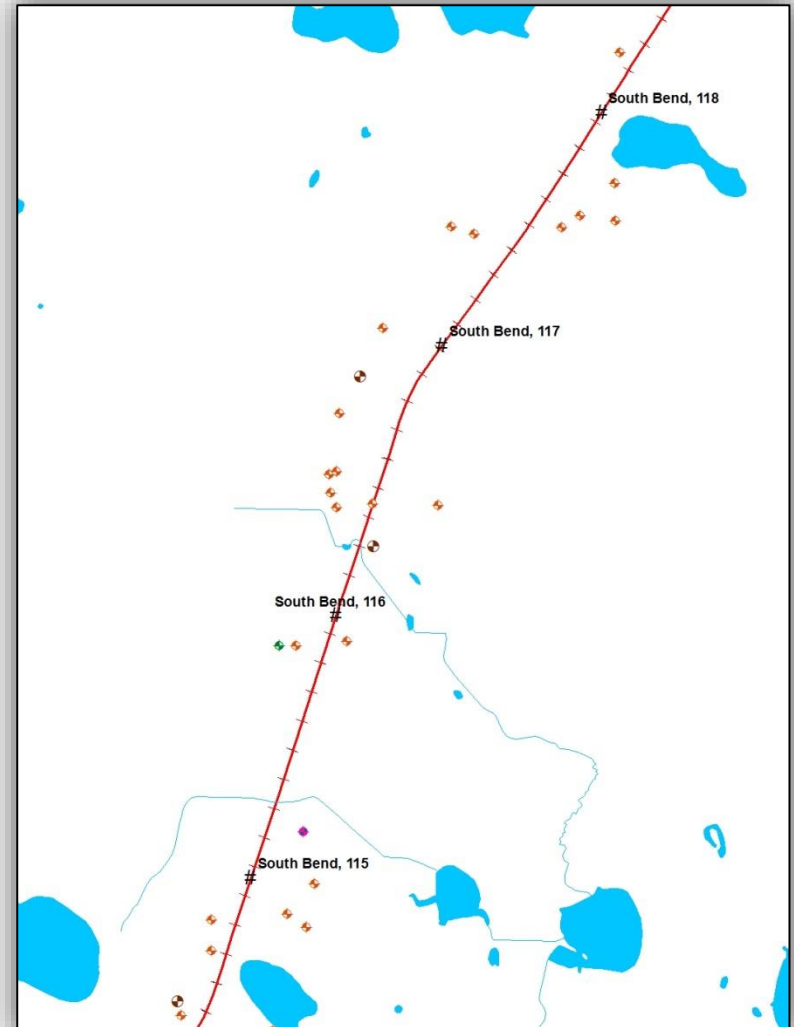 South Bend, 118
#
South Bend, 117
#
South Bend, 116
#
South Bend, 115
#